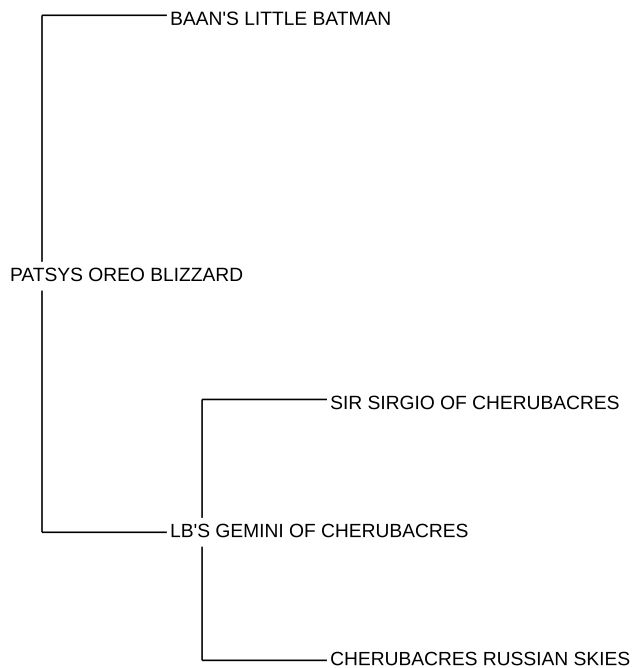 BAAN'S LITTLE BATMAN
PATSYS OREO BLIZZARD
SIR SIRGIO OF CHERUBACRES
LB'S GEMINI OF CHERUBACRES
CHERUBACRES RUSSIAN SKIES